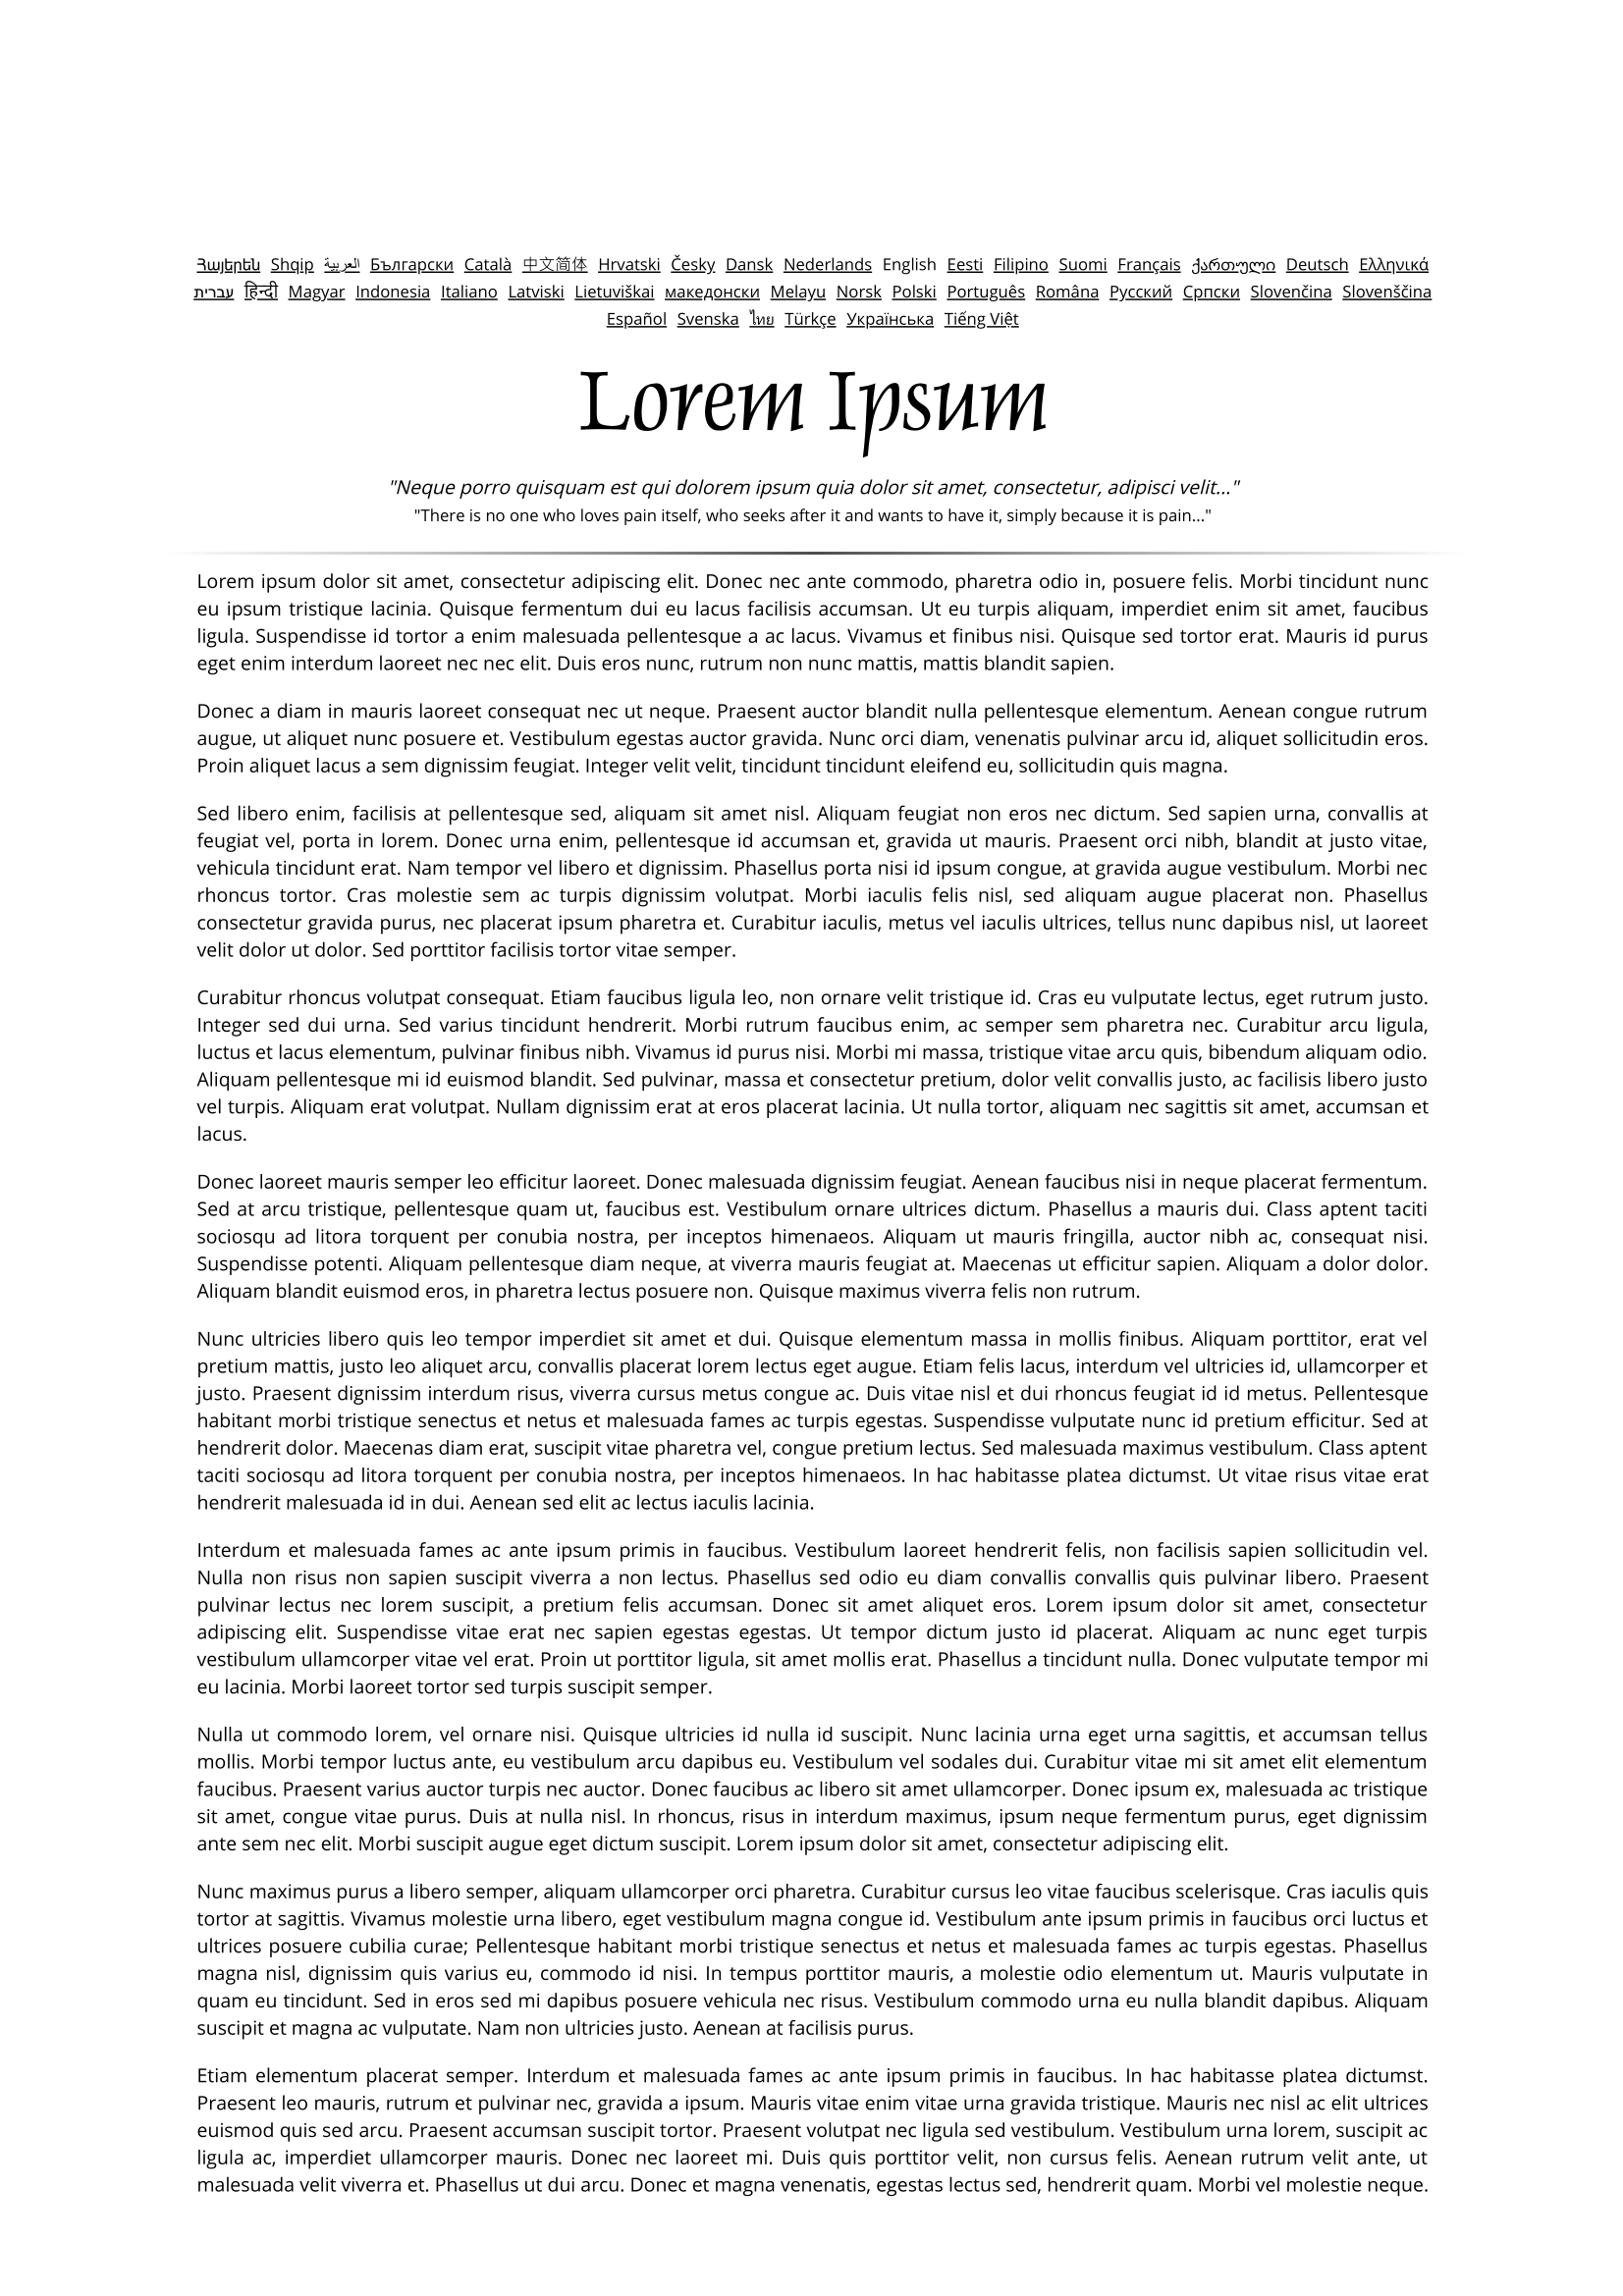 Հայերեն Shqip العربية Български Català 中文简体 Hrvatski Česky Dansk Nederlands English Eesti Filipino Suomi Français ქართული Deutsch Ελληνικά
עברית हिन्दी Magyar Indonesia Italiano Latviski Lietuviškai македонски Melayu Norsk Polski Português Româna Pyccкий Српски Slovenčina Slovenščina
Español Svenska ไทย Türkçe Українська Tiếng Việt
Lorem Ipsum
"Neque porro quisquam est qui dolorem ipsum quia dolor sit amet, consectetur, adipisci velit..."
"There is no one who loves pain itself, who seeks after it and wants to have it, simply because it is pain..."
Lorem ipsum dolor sit amet, consectetur adipiscing elit. Donec nec ante commodo, pharetra odio in, posuere felis. Morbi tincidunt nunc
eu ipsum tristique lacinia. Quisque fermentum dui eu lacus facilisis accumsan. Ut eu turpis aliquam, imperdiet enim sit amet, faucibus
ligula. Suspendisse id tortor a enim malesuada pellentesque a ac lacus. Vivamus et finibus nisi. Quisque sed tortor erat. Mauris id purus
eget enim interdum laoreet nec nec elit. Duis eros nunc, rutrum non nunc mattis, mattis blandit sapien.
Donec a diam in mauris laoreet consequat nec ut neque. Praesent auctor blandit nulla pellentesque elementum. Aenean congue rutrum
augue, ut aliquet nunc posuere et. Vestibulum egestas auctor gravida. Nunc orci diam, venenatis pulvinar arcu id, aliquet sollicitudin eros.
Proin aliquet lacus a sem dignissim feugiat. Integer velit velit, tincidunt tincidunt eleifend eu, sollicitudin quis magna.
Sed libero enim, facilisis at pellentesque sed, aliquam sit amet nisl. Aliquam feugiat non eros nec dictum. Sed sapien urna, convallis at
feugiat vel, porta in lorem. Donec urna enim, pellentesque id accumsan et, gravida ut mauris. Praesent orci nibh, blandit at justo vitae,
vehicula tincidunt erat. Nam tempor vel libero et dignissim. Phasellus porta nisi id ipsum congue, at gravida augue vestibulum. Morbi nec
rhoncus tortor. Cras molestie sem ac turpis dignissim volutpat. Morbi iaculis felis nisl, sed aliquam augue placerat non. Phasellus
consectetur gravida purus, nec placerat ipsum pharetra et. Curabitur iaculis, metus vel iaculis ultrices, tellus nunc dapibus nisl, ut laoreet
velit dolor ut dolor. Sed porttitor facilisis tortor vitae semper.
Curabitur rhoncus volutpat consequat. Etiam faucibus ligula leo, non ornare velit tristique id. Cras eu vulputate lectus, eget rutrum justo.
Integer sed dui urna. Sed varius tincidunt hendrerit. Morbi rutrum faucibus enim, ac semper sem pharetra nec. Curabitur arcu ligula,
luctus et lacus elementum, pulvinar finibus nibh. Vivamus id purus nisi. Morbi mi massa, tristique vitae arcu quis, bibendum aliquam odio.
Aliquam pellentesque mi id euismod blandit. Sed pulvinar, massa et consectetur pretium, dolor velit convallis justo, ac facilisis libero justo
vel turpis. Aliquam erat volutpat. Nullam dignissim erat at eros placerat lacinia. Ut nulla tortor, aliquam nec sagittis sit amet, accumsan et
lacus.
Donec laoreet mauris semper leo efficitur laoreet. Donec malesuada dignissim feugiat. Aenean faucibus nisi in neque placerat fermentum.
Sed at arcu tristique, pellentesque quam ut, faucibus est. Vestibulum ornare ultrices dictum. Phasellus a mauris dui. Class aptent taciti
sociosqu ad litora torquent per conubia nostra, per inceptos himenaeos. Aliquam ut mauris fringilla, auctor nibh ac, consequat nisi.
Suspendisse potenti. Aliquam pellentesque diam neque, at viverra mauris feugiat at. Maecenas ut efficitur sapien. Aliquam a dolor dolor.
Aliquam blandit euismod eros, in pharetra lectus posuere non. Quisque maximus viverra felis non rutrum.
Nunc ultricies libero quis leo tempor imperdiet sit amet et dui. Quisque elementum massa in mollis finibus. Aliquam porttitor, erat vel
pretium mattis, justo leo aliquet arcu, convallis placerat lorem lectus eget augue. Etiam felis lacus, interdum vel ultricies id, ullamcorper et
justo. Praesent dignissim interdum risus, viverra cursus metus congue ac. Duis vitae nisl et dui rhoncus feugiat id id metus. Pellentesque
habitant morbi tristique senectus et netus et malesuada fames ac turpis egestas. Suspendisse vulputate nunc id pretium efficitur. Sed at
hendrerit dolor. Maecenas diam erat, suscipit vitae pharetra vel, congue pretium lectus. Sed malesuada maximus vestibulum. Class aptent
taciti sociosqu ad litora torquent per conubia nostra, per inceptos himenaeos. In hac habitasse platea dictumst. Ut vitae risus vitae erat
hendrerit malesuada id in dui. Aenean sed elit ac lectus iaculis lacinia.
Interdum et malesuada fames ac ante ipsum primis in faucibus. Vestibulum laoreet hendrerit felis, non facilisis sapien sollicitudin vel.
Nulla non risus non sapien suscipit viverra a non lectus. Phasellus sed odio eu diam convallis convallis quis pulvinar libero. Praesent
pulvinar lectus nec lorem suscipit, a pretium felis accumsan. Donec sit amet aliquet eros. Lorem ipsum dolor sit amet, consectetur
adipiscing elit. Suspendisse vitae erat nec sapien egestas egestas. Ut tempor dictum justo id placerat. Aliquam ac nunc eget turpis
vestibulum ullamcorper vitae vel erat. Proin ut porttitor ligula, sit amet mollis erat. Phasellus a tincidunt nulla. Donec vulputate tempor mi
eu lacinia. Morbi laoreet tortor sed turpis suscipit semper.
Nulla ut commodo lorem, vel ornare nisi. Quisque ultricies id nulla id suscipit. Nunc lacinia urna eget urna sagittis, et accumsan tellus
mollis. Morbi tempor luctus ante, eu vestibulum arcu dapibus eu. Vestibulum vel sodales dui. Curabitur vitae mi sit amet elit elementum
faucibus. Praesent varius auctor turpis nec auctor. Donec faucibus ac libero sit amet ullamcorper. Donec ipsum ex, malesuada ac tristique
sit amet, congue vitae purus. Duis at nulla nisl. In rhoncus, risus in interdum maximus, ipsum neque fermentum purus, eget dignissim
ante sem nec elit. Morbi suscipit augue eget dictum suscipit. Lorem ipsum dolor sit amet, consectetur adipiscing elit.
Nunc maximus purus a libero semper, aliquam ullamcorper orci pharetra. Curabitur cursus leo vitae faucibus scelerisque. Cras iaculis quis
tortor at sagittis. Vivamus molestie urna libero, eget vestibulum magna congue id. Vestibulum ante ipsum primis in faucibus orci luctus et
ultrices posuere cubilia curae; Pellentesque habitant morbi tristique senectus et netus et malesuada fames ac turpis egestas. Phasellus
magna nisl, dignissim quis varius eu, commodo id nisi. In tempus porttitor mauris, a molestie odio elementum ut. Mauris vulputate in
quam eu tincidunt. Sed in eros sed mi dapibus posuere vehicula nec risus. Vestibulum commodo urna eu nulla blandit dapibus. Aliquam
suscipit et magna ac vulputate. Nam non ultricies justo. Aenean at facilisis purus.
Etiam elementum placerat semper. Interdum et malesuada fames ac ante ipsum primis in faucibus. In hac habitasse platea dictumst.
Praesent leo mauris, rutrum et pulvinar nec, gravida a ipsum. Mauris vitae enim vitae urna gravida tristique. Mauris nec nisl ac elit ultrices
euismod quis sed arcu. Praesent accumsan suscipit tortor. Praesent volutpat nec ligula sed vestibulum. Vestibulum urna lorem, suscipit ac
ligula ac, imperdiet ullamcorper mauris. Donec nec laoreet mi. Duis quis porttitor velit, non cursus felis. Aenean rutrum velit ante, ut
malesuada velit viverra et. Phasellus ut dui arcu. Donec et magna venenatis, egestas lectus sed, hendrerit quam. Morbi vel molestie neque.